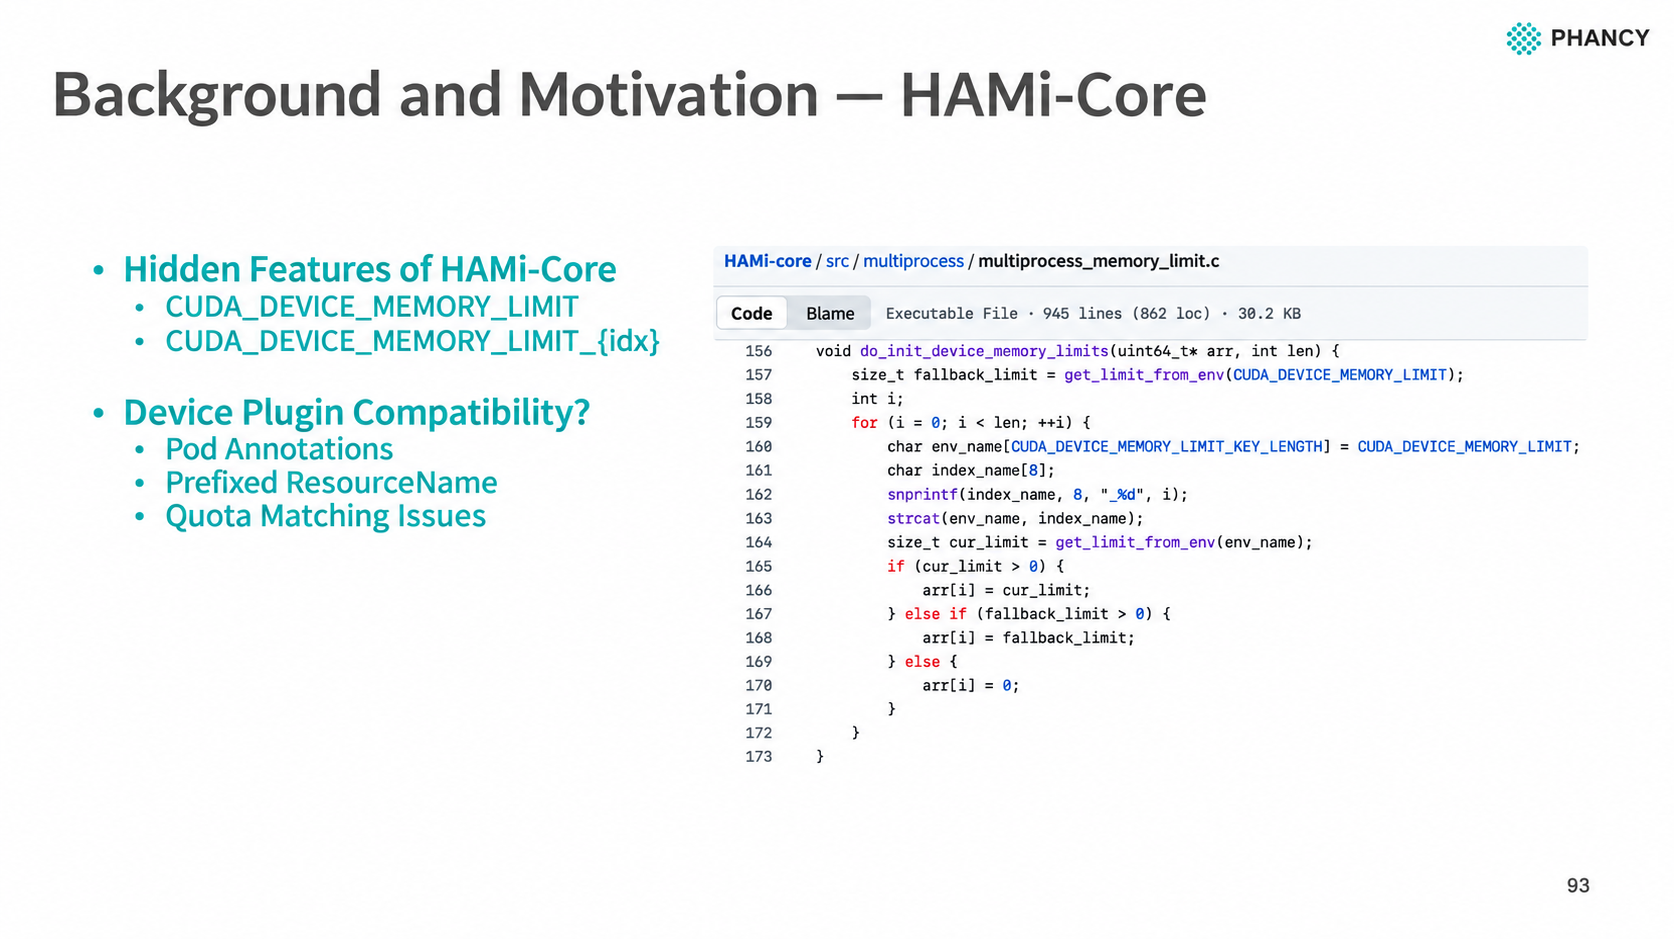 PHANCY
Background and Motivation — HAMi-Core
• Hidden Features of HAMi-Core
• CUDA_DEVICE_MEMORY_LIMIT
• CUDA_DEVICE_MEMORY_LIMIT_{idx}
• Device Plugin Compatibility?
• Pod Annotations
• Prefixed ResourceName
• Quota Matching Issues
HAMi-core / src / multiprocess / multiprocess_memory_limit.c
Code Blame Executable File · 945 lines (862 loc) · 30.2 KB
156 void do_init_device_memory_limits(uint64_t* arr, int len) {
157 size_t fallback_limit = get_limit_from_env(CUDA_DEVICE_MEMORY_LIMIT);
158 int i;
159 for (i = 0; i < len; ++i) {
160 char env_name[CUDA_DEVICE_MEMORY_LIMIT_KEY_LENGTH] = CUDA_DEVICE_MEMORY_LIMIT;
161 char index_name[8];
162 snprintf(index_name, 8, "_%d", i);
163 strcat(env_name, index_name);
164 size_t cur_limit = get_limit_from_env(env_name);
165 if (cur_limit > 0) {
166 arr[i] = cur_limit;
167 } else if (fallback_limit > 0) {
168 arr[i] = fallback_limit;
169 } else {
170 arr[i] = 0;
171 }
172 }
173 }
93